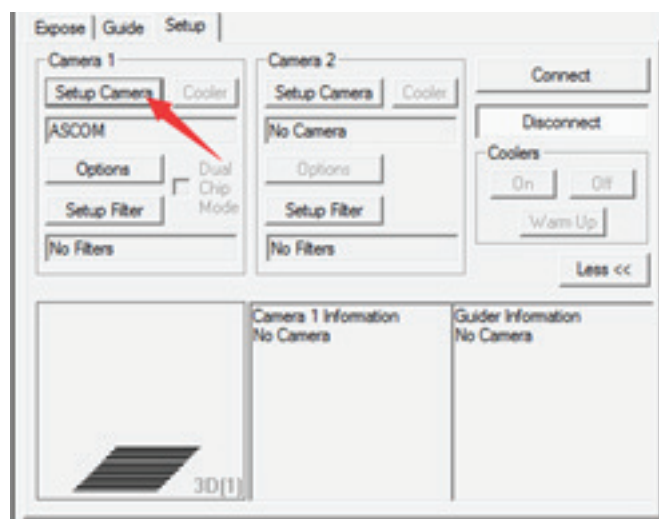 Expose Guide Setup
Camera 1
Setup Camera Cooler
ASCOM
Options
Dual Chip Mode
Setup Filter
No Filters
Camera 2
Setup Camera Cooler
No Camera
Options
Setup Filter
No Filters
Connect
Disconnect
Coolers
On Off
Warm Up
Less <<
3D[1]
Camera 1 Information
No Camera
Guider Information
No Camera